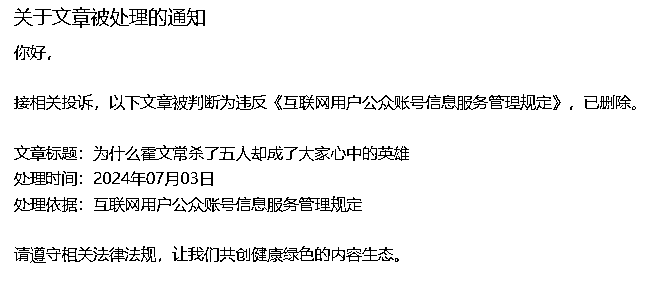 关于文章被处理的通知
你好，
接相关投诉，以下文章被判断为违反《互联网用户公众账号信息服务管理规定》，已删除。
文章标题：为什么霍文常杀了五人却成了大家心中的英雄
处理时间：2024年07月03日
处理依据：互联网用户公众账号信息服务管理规定
请遵守相关法律法规，让我们共创健康绿色的内容生态。